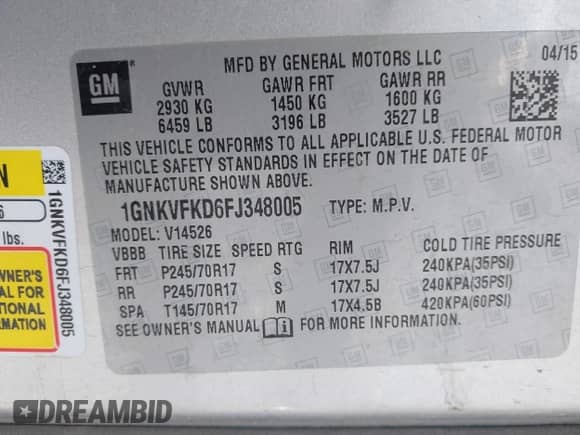 MFD BY GENERAL MOTORS LLC 04/15
GM
GVWR GAWR FRT GAWR RR
2930 KG 1450 KG 1600 KG
6459 LB 3196 LB 3527 LB
THIS VEHICLE CONFORMS TO ALL APPLICABLE U.S. FEDERAL MOTOR
VEHICLE SAFETY STANDARDS IN EFFECT ON THE DATE OF
MANUFACTURE SHOWN ABOVE.
1GNKVFKD6FJ348005 TYPE: M.P.V.
MODEL: V14526
VBBB TIRE SIZE SPEED RTG RIM COLD TIRE PRESSURE
FRT P245/70R17 S 17X7.5J 240KPA(35PSI)
RR P245/70R17 S 17X7.5J 240KPA(35PSI)
SPA T145/70R17 M 17X4.5B 420KPA(60PSI)
SEE OWNER'S MANUAL FOR MORE INFORMATION.
1GNKVFKD6FJ348005
N
6
lbs.
OWNER'S
AL FOR
TIONAL
RMATION
DREAMBID